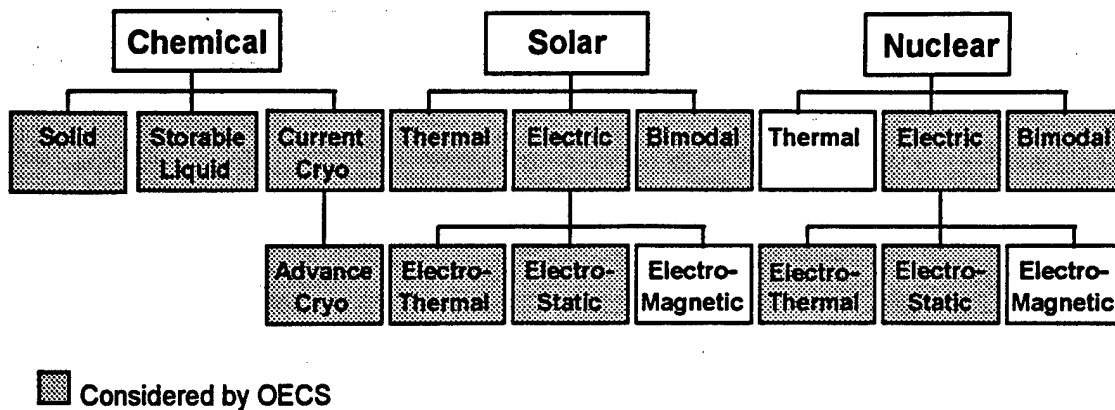 Chemical
Solar
Nuclear
Solid
Storable
Liquid
Current
Cryo
Thermal
Electric
Bimodal
Thermal
Electric
Bimodal
Advance
Cryo
Electro-
Thermal
Electro-
Static
Electro-
Magnetic
Electro-
Thermal
Electro-
Static
Electro-
Magnetic
Considered by OECS